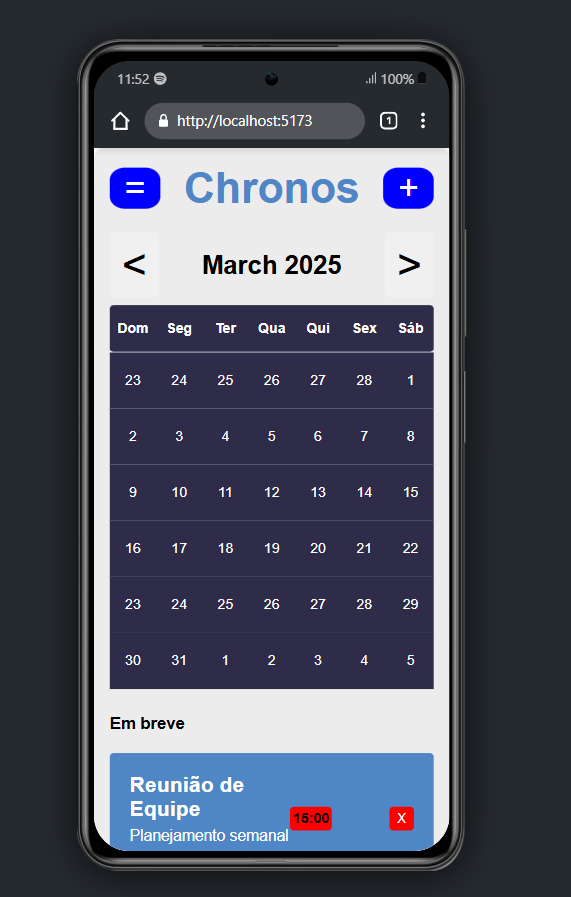 11:52 100%
http://localhost:5173 1
= Chronos +
< March 2025 >
Dom Seg Ter Qua Qui Sex Sáb
23 24 25 26 27 28 1
2 3 4 5 6 7 8
9 10 11 12 13 14 15
16 17 18 19 20 21 22
23 24 25 26 27 28 29
30 31 1 2 3 4 5
Em breve
Reunião de
Equipe
15:00 X
Planejamento semanal